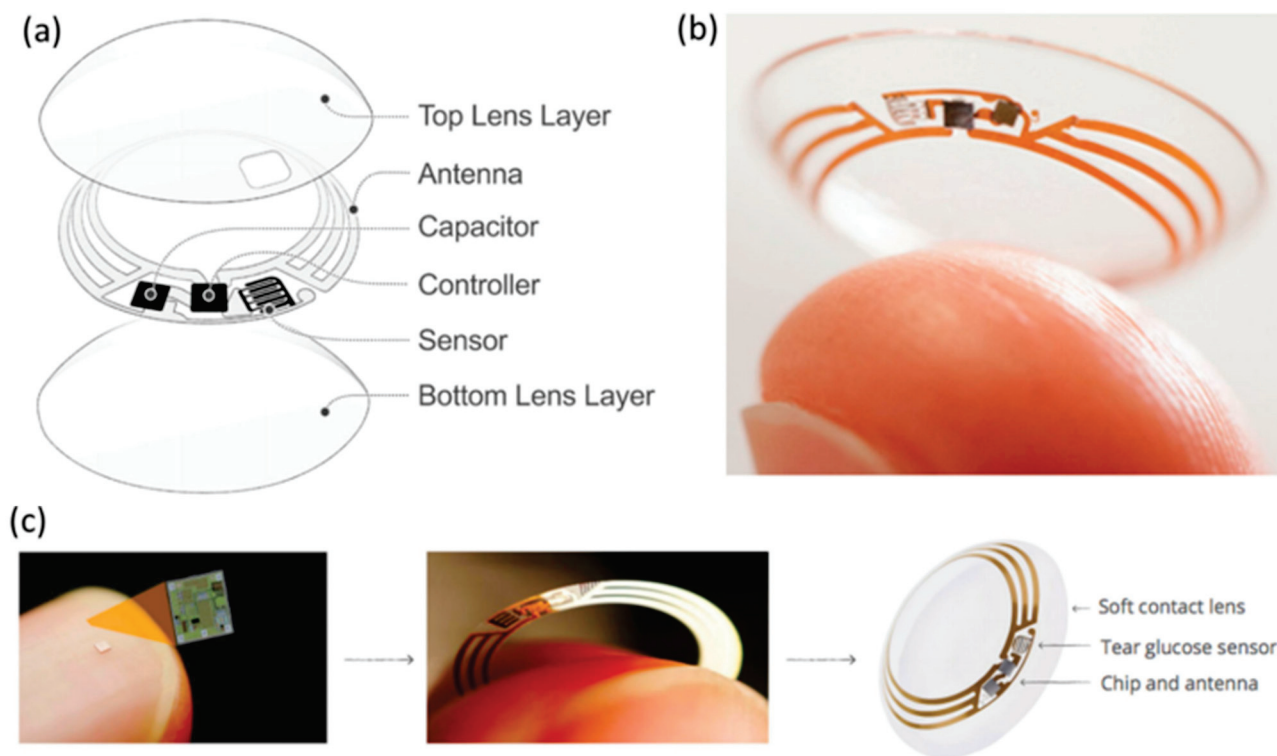 (a)
Top Lens Layer
Antenna
Capacitor
Controller
Sensor
Bottom Lens Layer
(b)
(c)
Soft contact lens
Tear glucose sensor
Chip and antenna